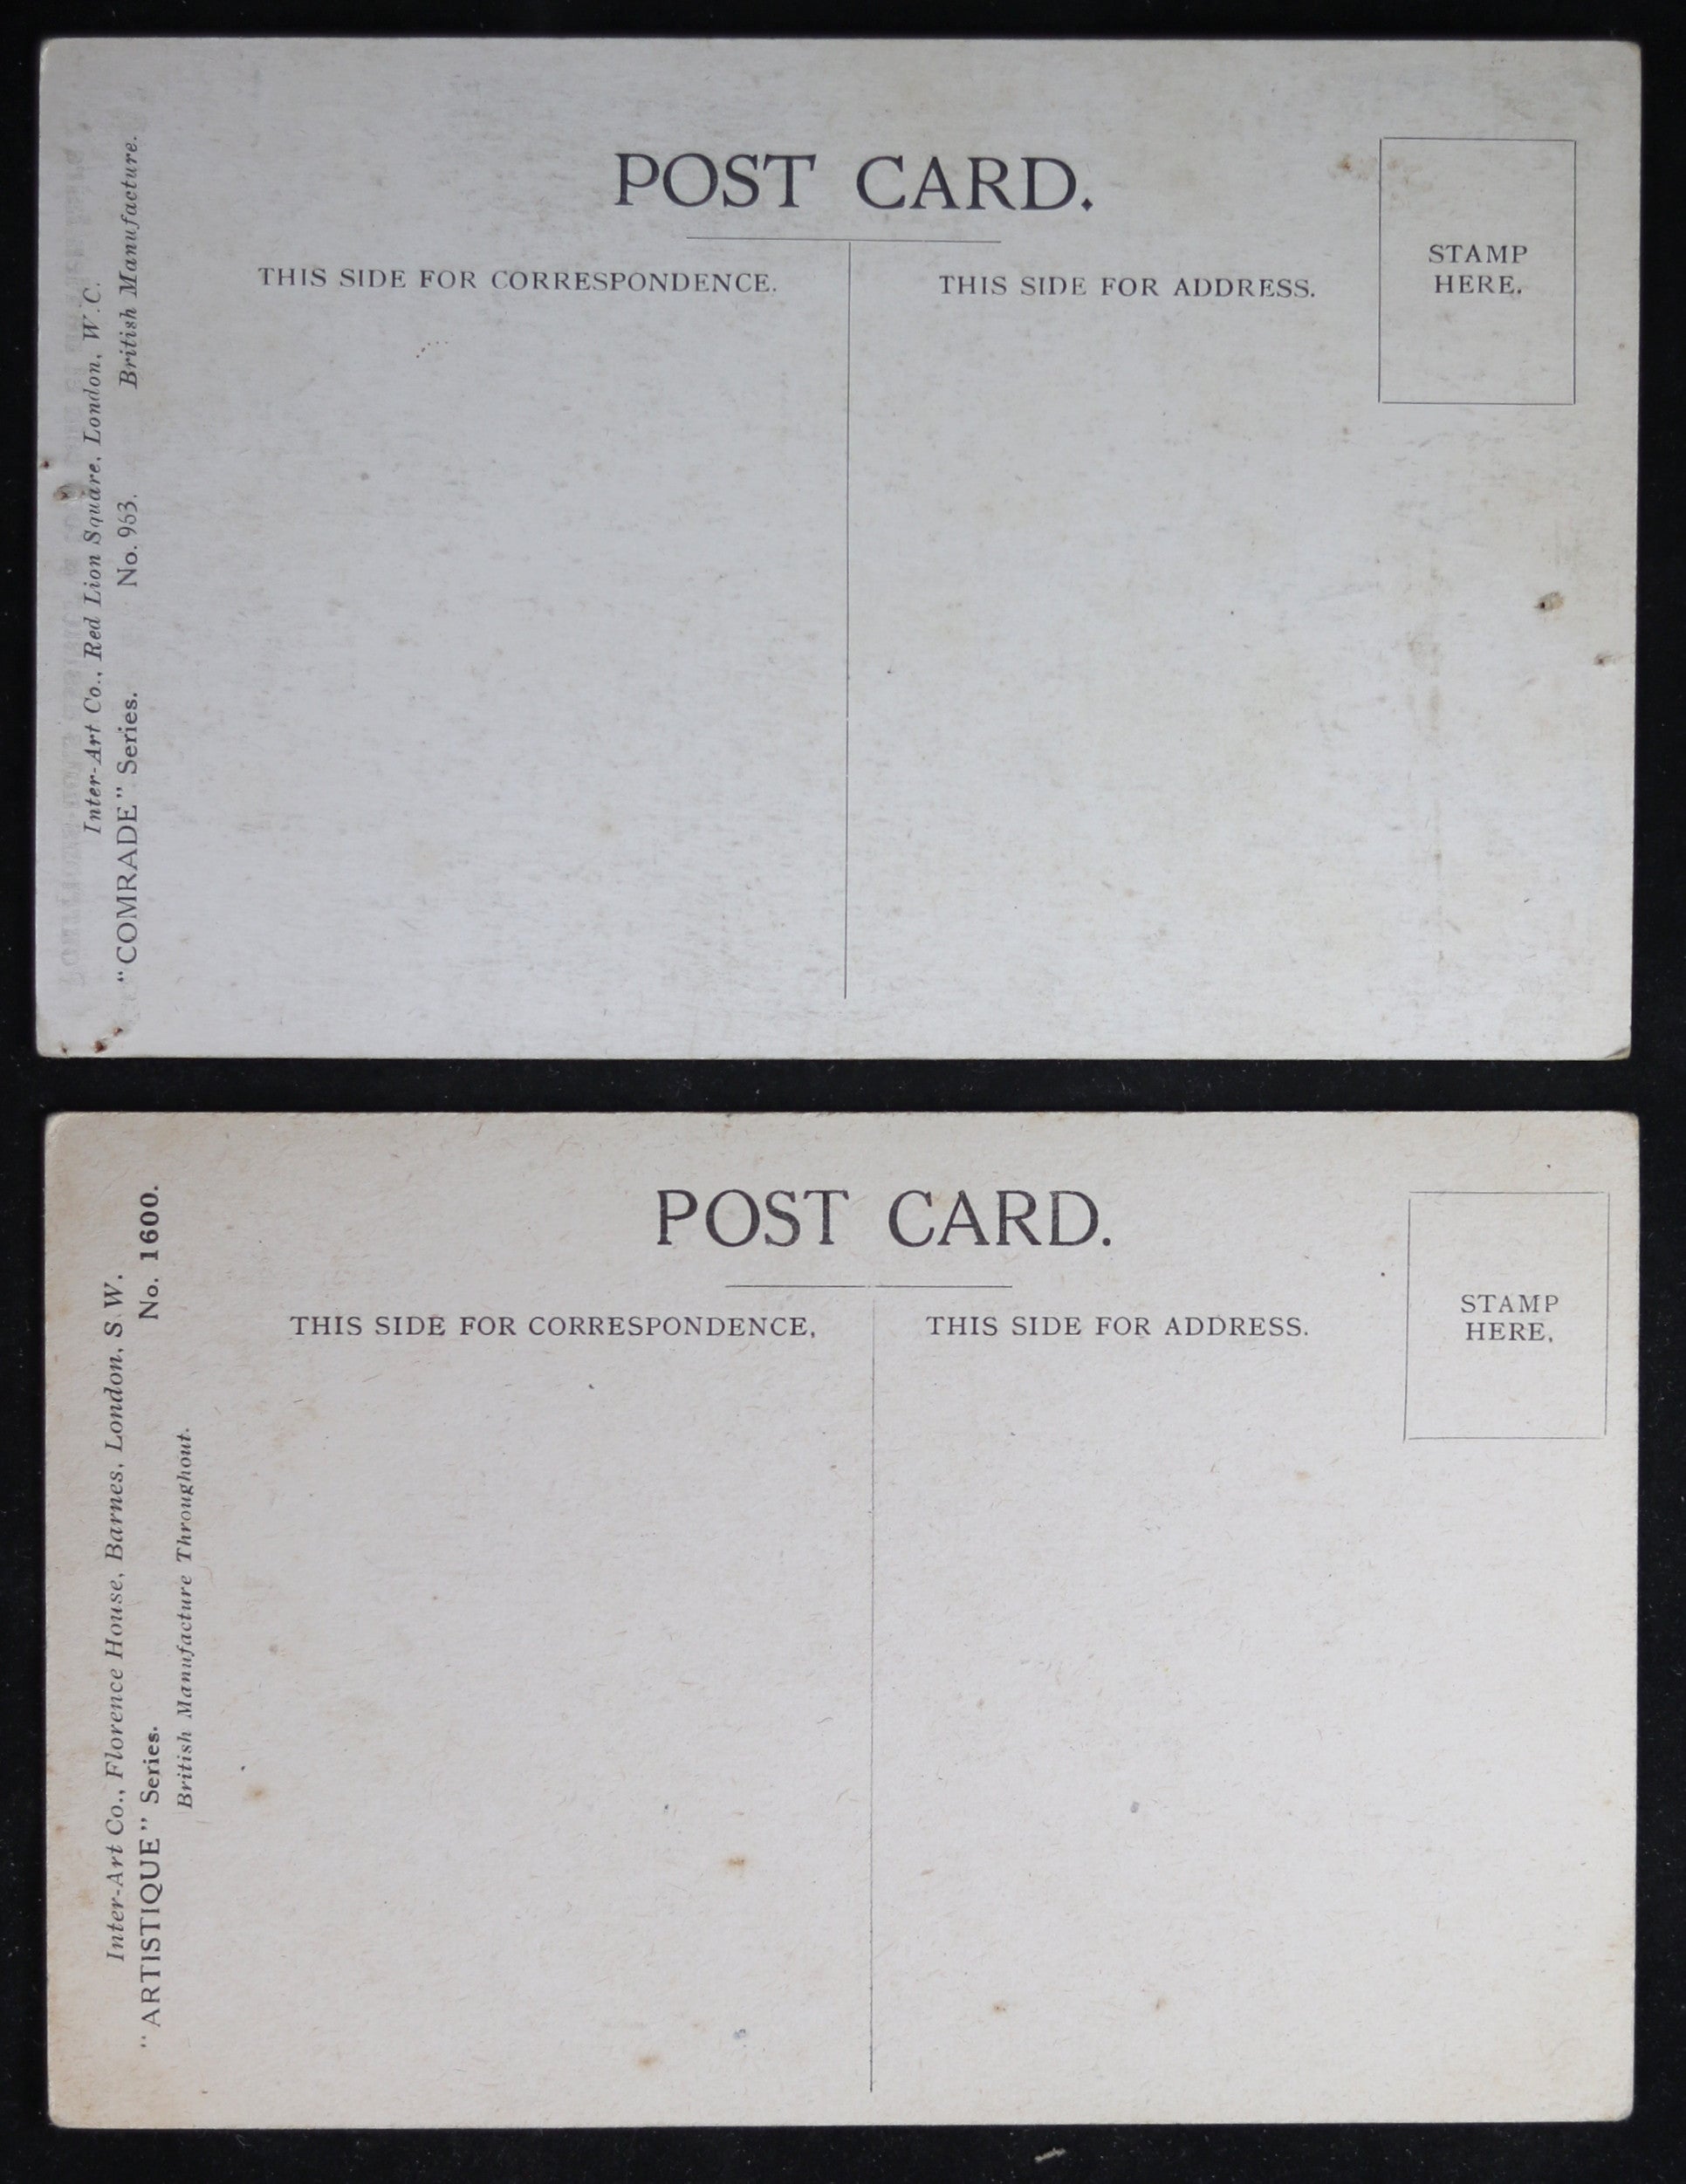 POST CARD.
THIS SIDE FOR CORRESPONDENCE.
THIS SIDE FOR ADDRESS.
STAMP
HERE.
Inter-Art Co., Red Lion Square, London, W.C.
"COMRADE" Series. No. 963. British Manufacture.
POST CARD.
THIS SIDE FOR CORRESPONDENCE,
THIS SIDE FOR ADDRESS.
STAMP
HERE,
Inter-Art Co., Florence House, Barnes, London, S.W.
"ARTISTIQUE" Series. No. 1600.
British Manufacture Throughout.